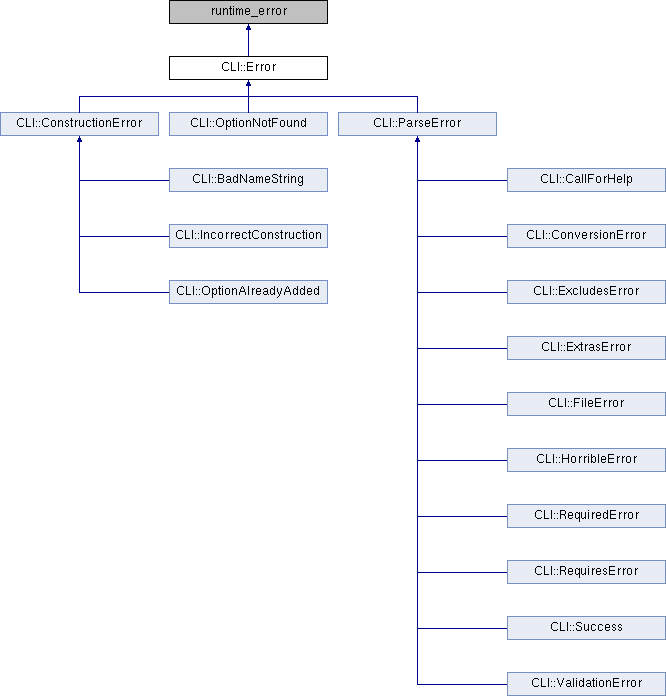 runtime_error
CLI::Error
CLI::ConstructionError
CLI::OptionNotFound
CLI::ParseError
CLI::BadNameString
CLI::CallForHelp
CLI::IncorrectConstruction
CLI::ConversionError
CLI::OptionAlreadyAdded
CLI::ExcludesError
CLI::ExtrasError
CLI::FileError
CLI::HorribleError
CLI::RequiredError
CLI::RequiresError
CLI::Success
CLI::ValidationError